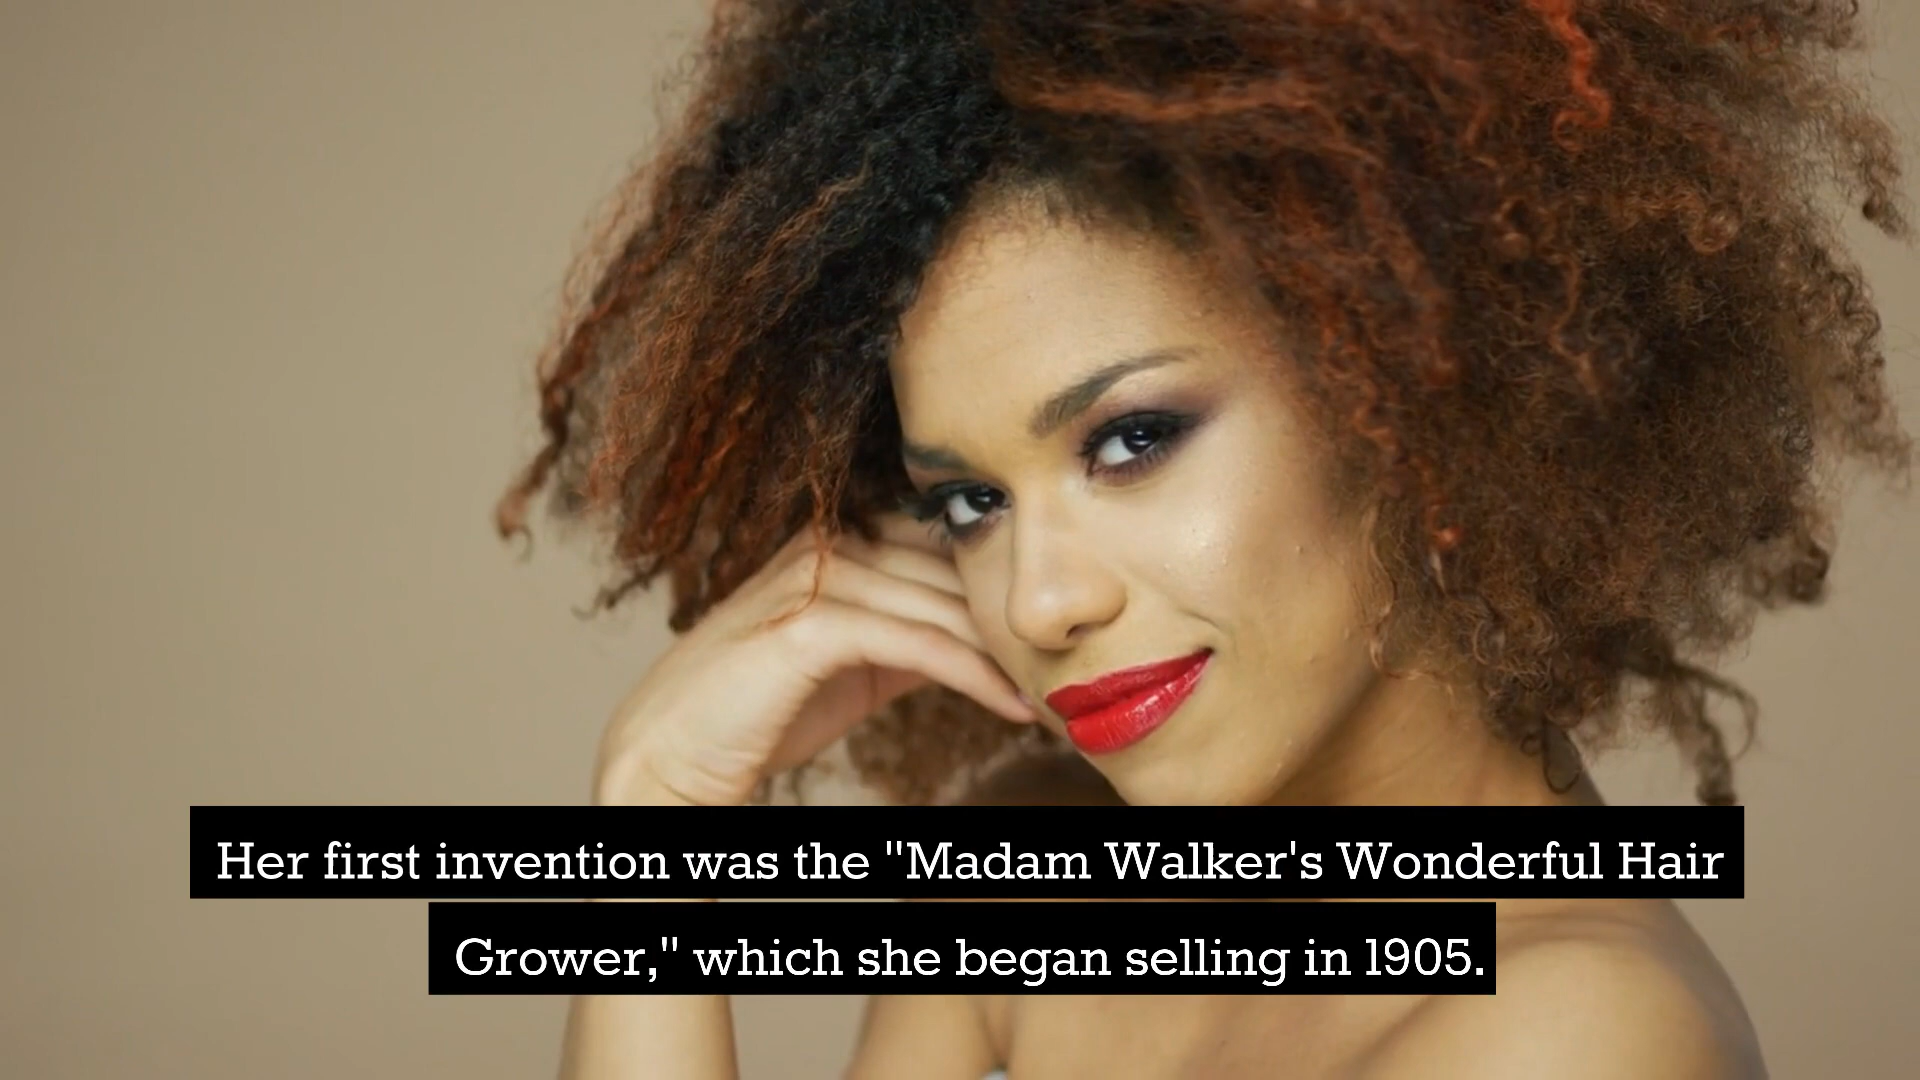 Her first invention was the "Madam Walker's Wonderful Hair
Grower," which she began selling in 1905.